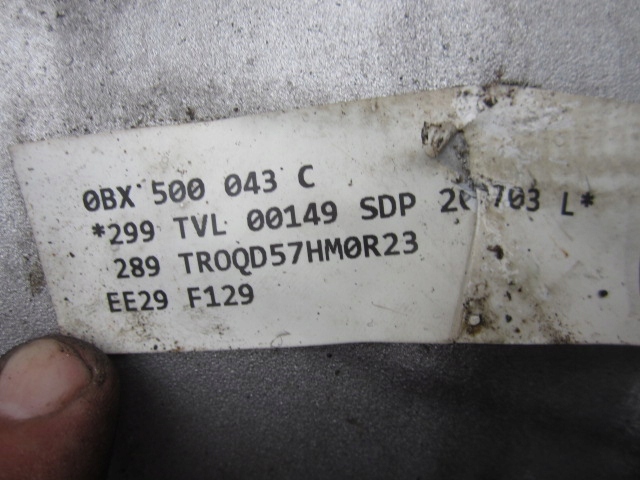 0BX 500 043 C
*299 TVL 00149 SDP L*
289 TROQD57HM0R23
EE29 F129